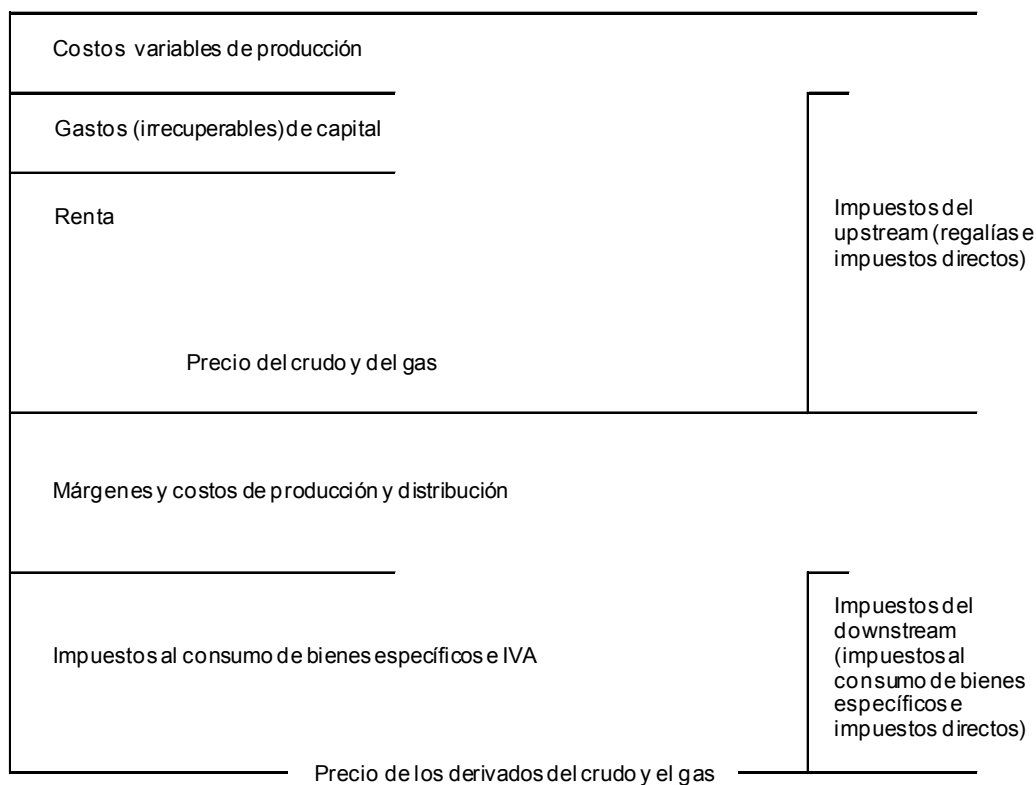 Costos variables de producción
Gastos (irrecuperables) de capital
Renta
Impuestos del
upstream (regalías e
impuestos directos)
Precio del crudo y del gas
Márgenes y costos de producción y distribución
Impuestos al consumo de bienes específicos e IVA
Impuestos del
downstream
(impuestos al
consumo de bienes
específicos e
impuestos directos)
Precio de los derivados del crudo y el gas